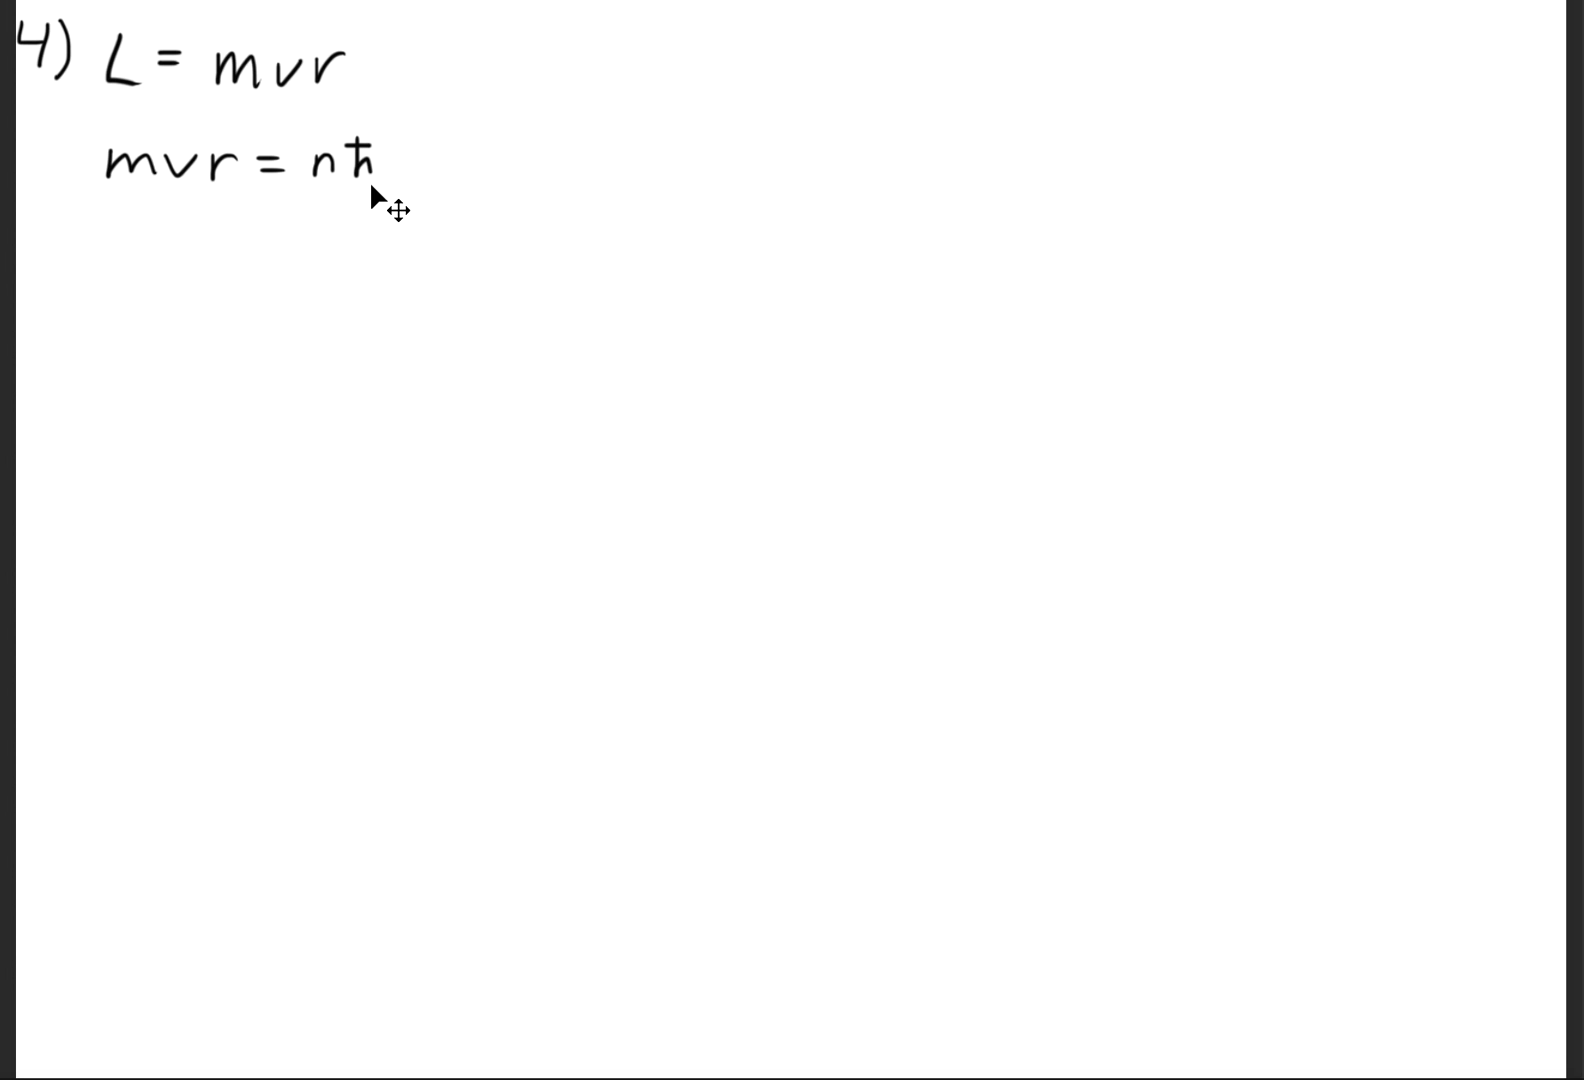 4) L = mvr
mvr = nħ